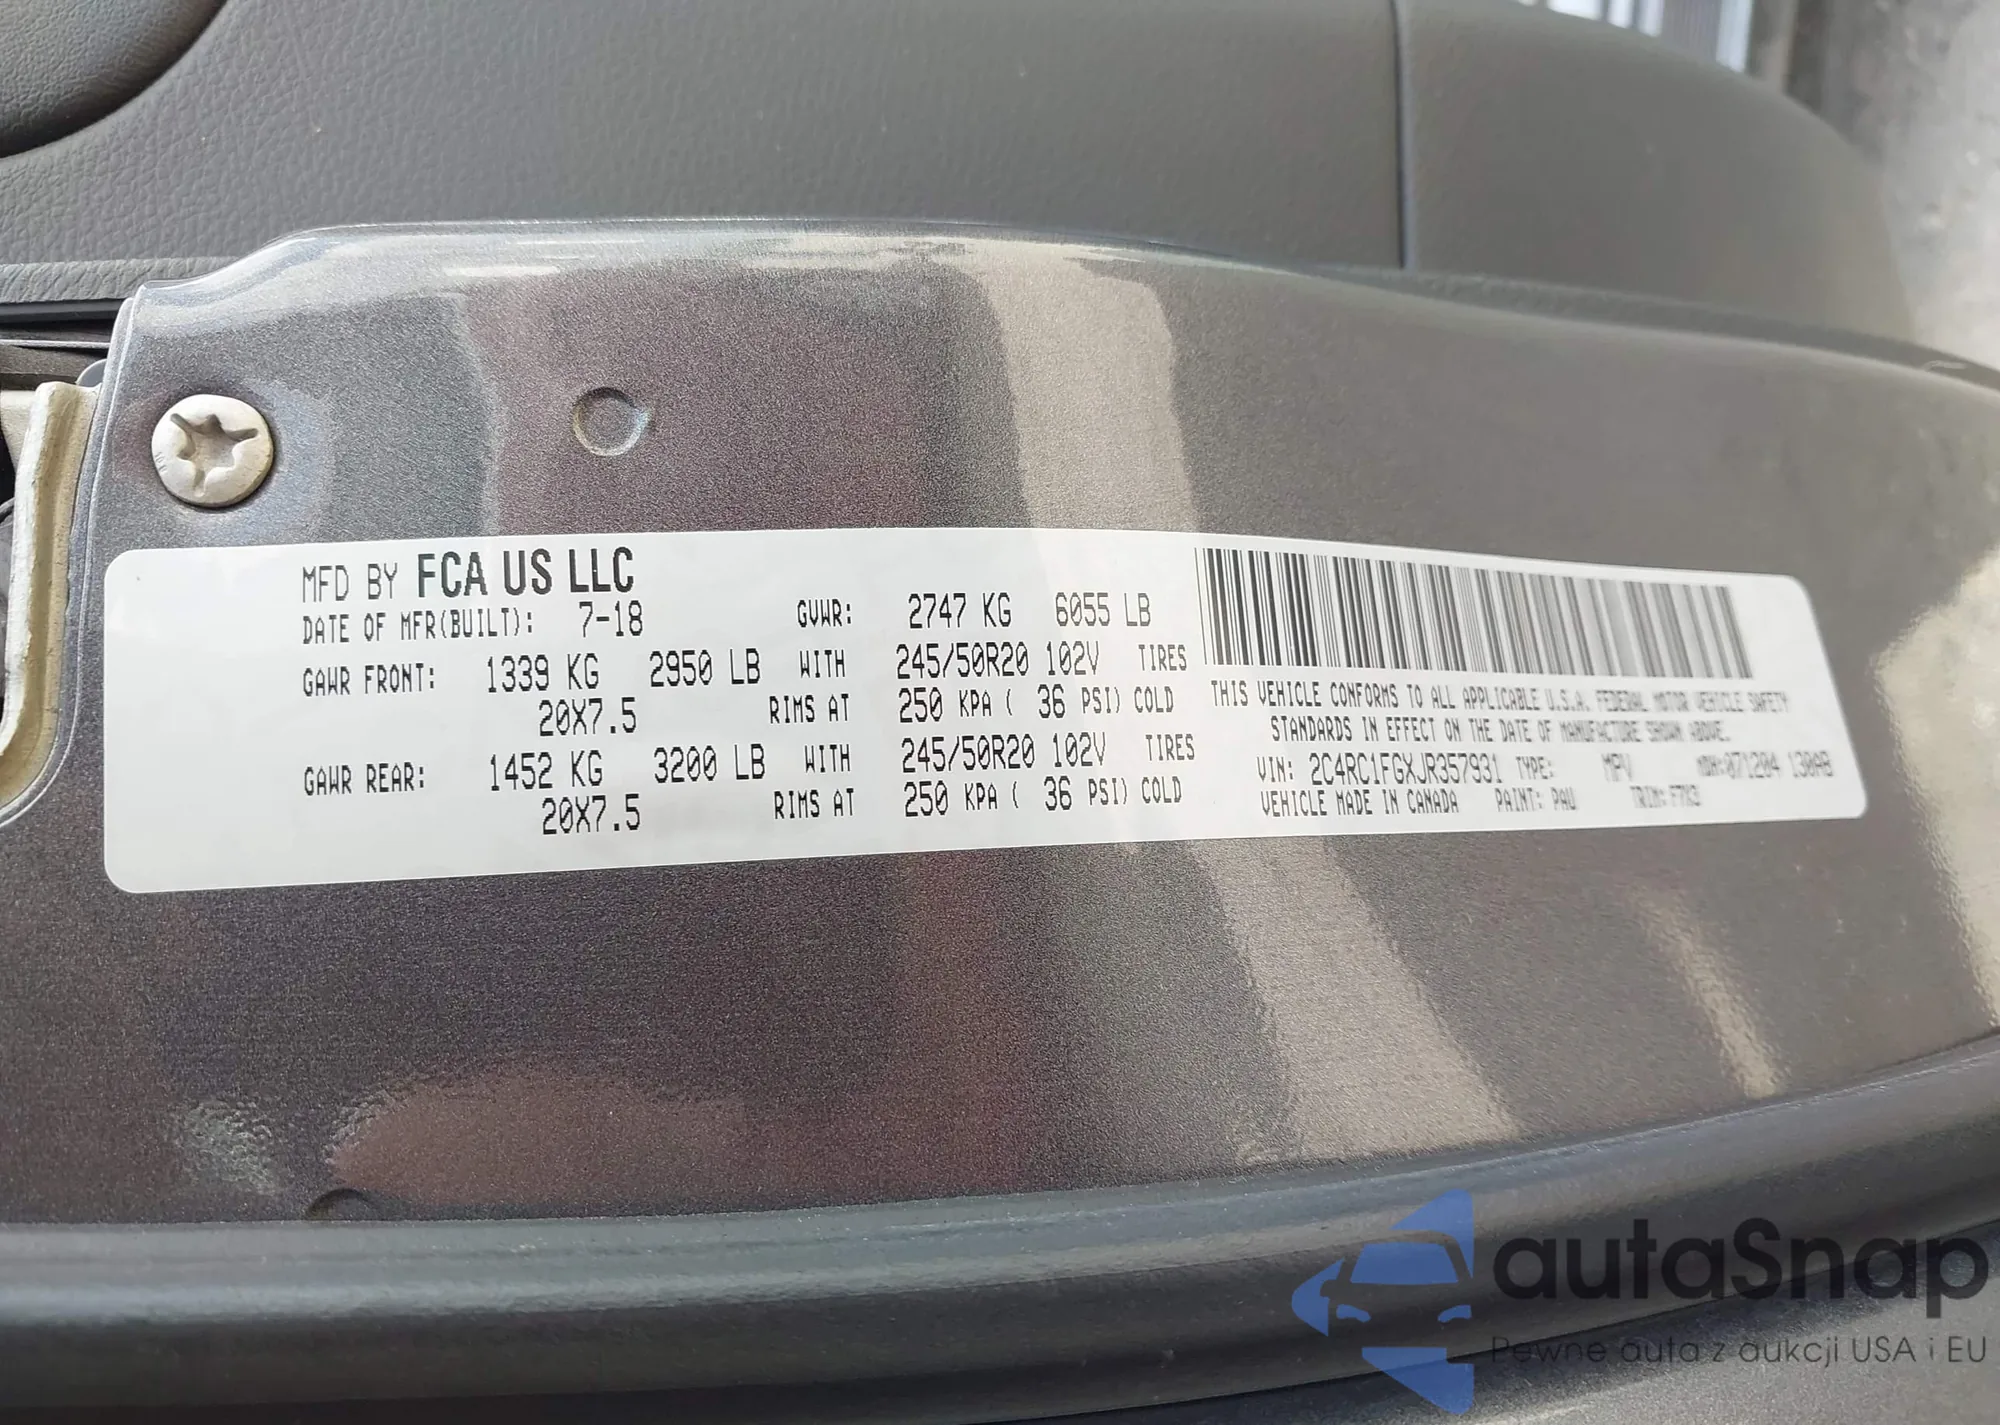 MFD BY FCA US LLC
DATE OF MFR(BUILT): 7-18 GVWR: 2747 KG 6055 LB
GAWR FRONT: 1339 KG 2950 LB WITH 245/50R20 102V TIRES
20X7.5 RIMS AT 250 KPA ( 36 PSI) COLD
GAWR REAR: 1452 KG 3200 LB WITH 245/50R20 102V TIRES
20X7.5 RIMS AT 250 KPA ( 36 PSI) COLD
THIS VEHICLE CONFORMS TO ALL APPLICABLE U.S.A. FEDERAL MOTOR VEHICLE SAFETY
STANDARDS IN EFFECT ON THE DATE OF MANUFACTURE SHOWN ABOVE.
VIN: 2C4RC1FGXJR357931 TYPE: MPV MDH: 071204 130AB
VEHICLE MADE IN CANADA PAINT: PAU TRIM:
autaSnap
Pewne auta z aukcji USA i EU